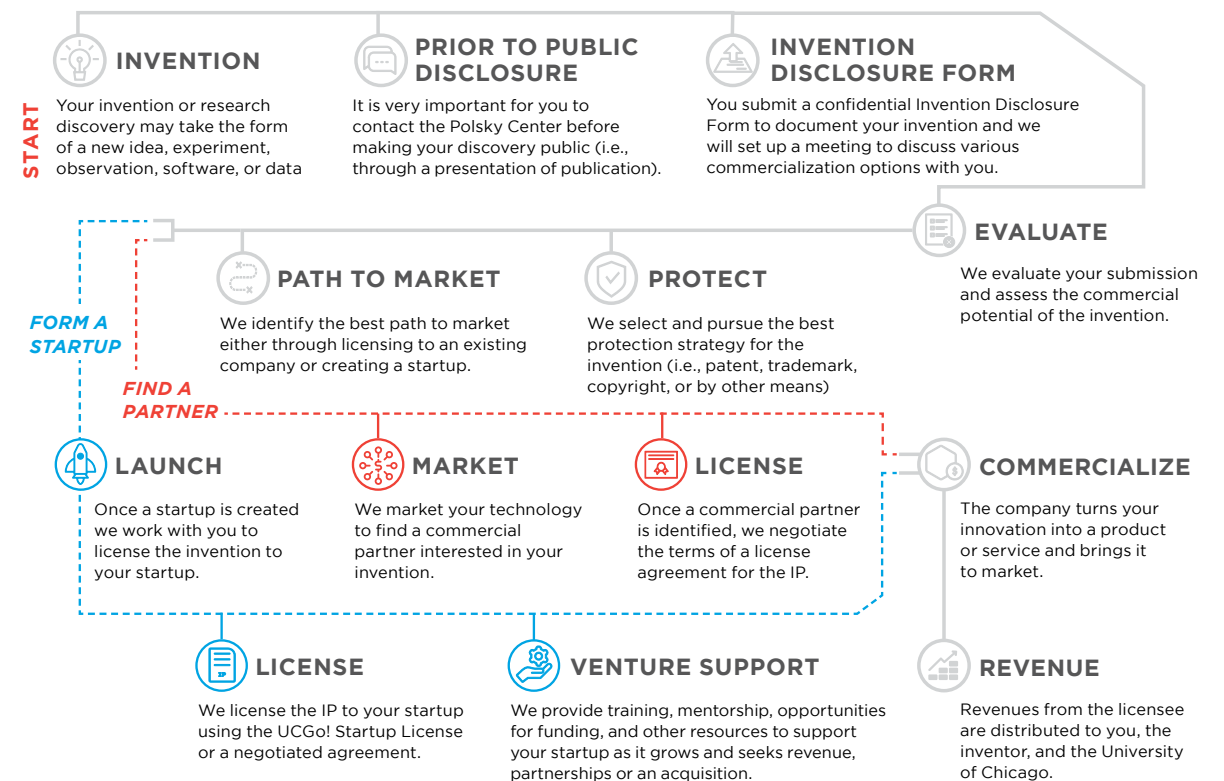 START
INVENTION
Your invention or research
discovery may take the form
of a new idea, experiment,
observation, software, or data
PRIOR TO PUBLIC
DISCLOSURE
It is very important for you to
contact the Polsky Center before
making your discovery public (i.e.,
through a presentation of publication).
INVENTION
DISCLOSURE FORM
You submit a confidential Invention Disclosure
Form to document your invention and we
will set up a meeting to discuss various
commercialization options with you.
EVALUATE
We evaluate your submission
and assess the commercial
potential of the invention.
PROTECT
We select and pursue the best
protection strategy for the
invention (i.e., patent, trademark,
copyright, or by other means)
PATH TO MARKET
We identify the best path to market
either through licensing to an existing
company or creating a startup.
FORM A
STARTUP
FIND A
PARTNER
LAUNCH
Once a startup is created
we work with you to
license the invention to
your startup.
MARKET
We market your technology
to find a commercial
partner interested in your
invention.
LICENSE
Once a commercial partner
is identified, we negotiate
the terms of a license
agreement for the IP.
COMMERCIALIZE
$
The company turns your
innovation into a product
or service and brings it
to market.
LICENSE
IP
We license the IP to your startup
using the UCGo! Startup License
or a negotiated agreement.
VENTURE SUPPORT
We provide training, mentorship, opportunities
for funding, and other resources to support
your startup as it grows and seeks revenue,
partnerships or an acquisition.
REVENUE
Revenues from the licensee
are distributed to you, the
inventor, and the University
of Chicago.